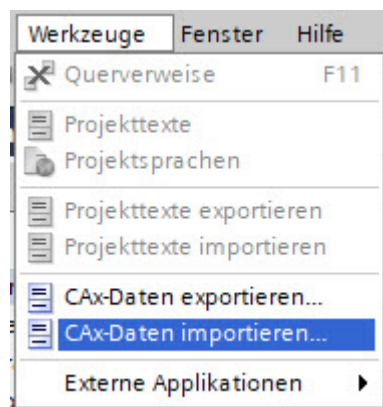 Werkzeuge Fenster Hilfe
Querverweise F11
Projekttexte
Projektsprachen
Projekttexte exportieren
Projekttexte importieren
CAx-Daten exportieren...
CAx-Daten importieren...
Externe Applikationen